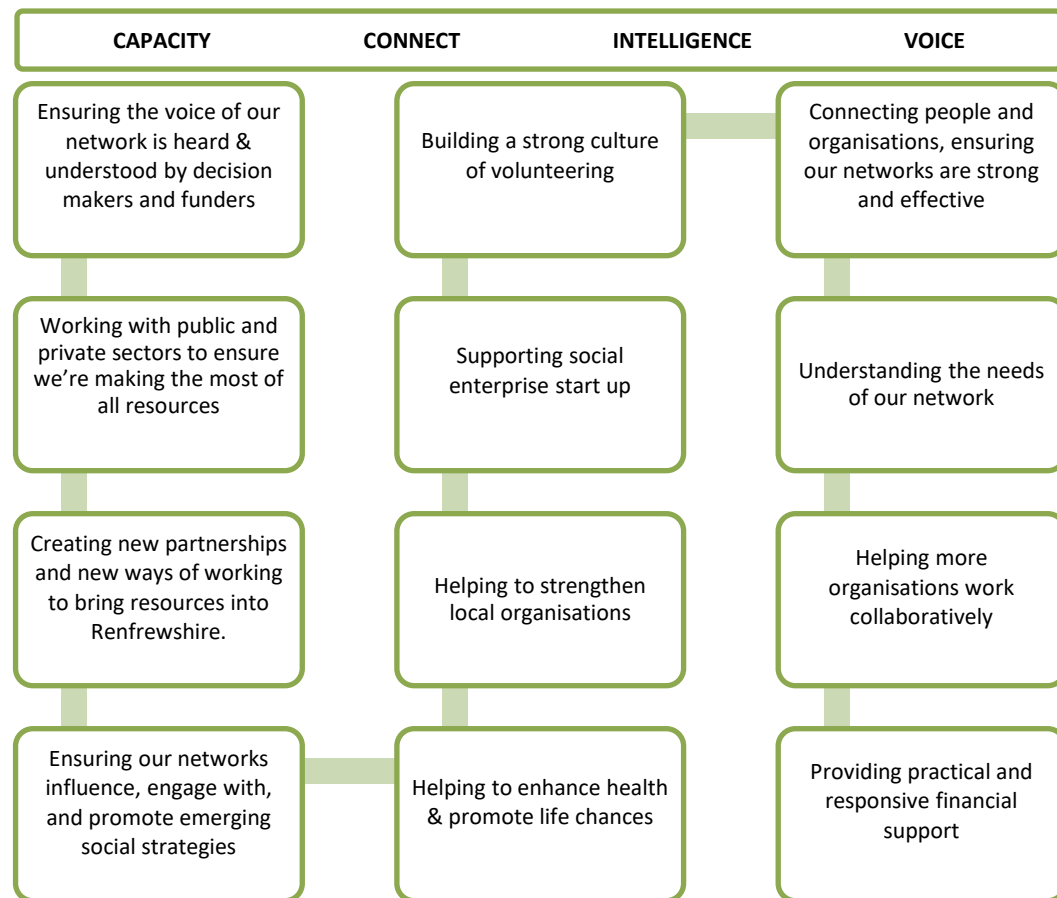 CAPACITY CONNECT INTELLIGENCE VOICE
Ensuring the voice of our
network is heard &
understood by decision
makers and funders
Working with public and
private sectors to ensure
we’re making the most of
all resources
Creating new partnerships
and new ways of working
to bring resources into
Renfrewshire.
Ensuring our networks
influence, engage with,
and promote emerging
social strategies
Helping to enhance health
& promote life chances
Helping to strengthen
local organisations
Supporting social
enterprise start up
Building a strong culture
of volunteering
Connecting people and
organisations, ensuring
our networks are strong
and effective
Understanding the needs
of our network
Helping more
organisations work
collaboratively
Providing practical and
responsive financial
support